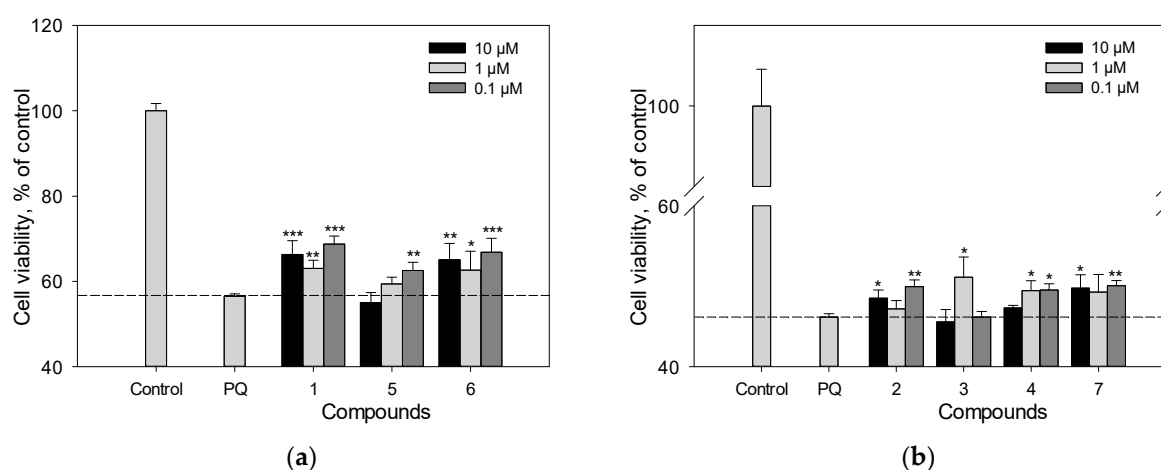 120
100
80
60
40
Cell viability, % of control
10 µM
1 µM
0.1 µM
*** ** ***
**
** * ***
Control PQ 1 5 6
Compounds
(a)
100
60
40
Cell viability, % of control
10 µM
1 µM
0.1 µM
* **
*
* *
* **
Control PQ 2 3 4 7
Compounds
(b)